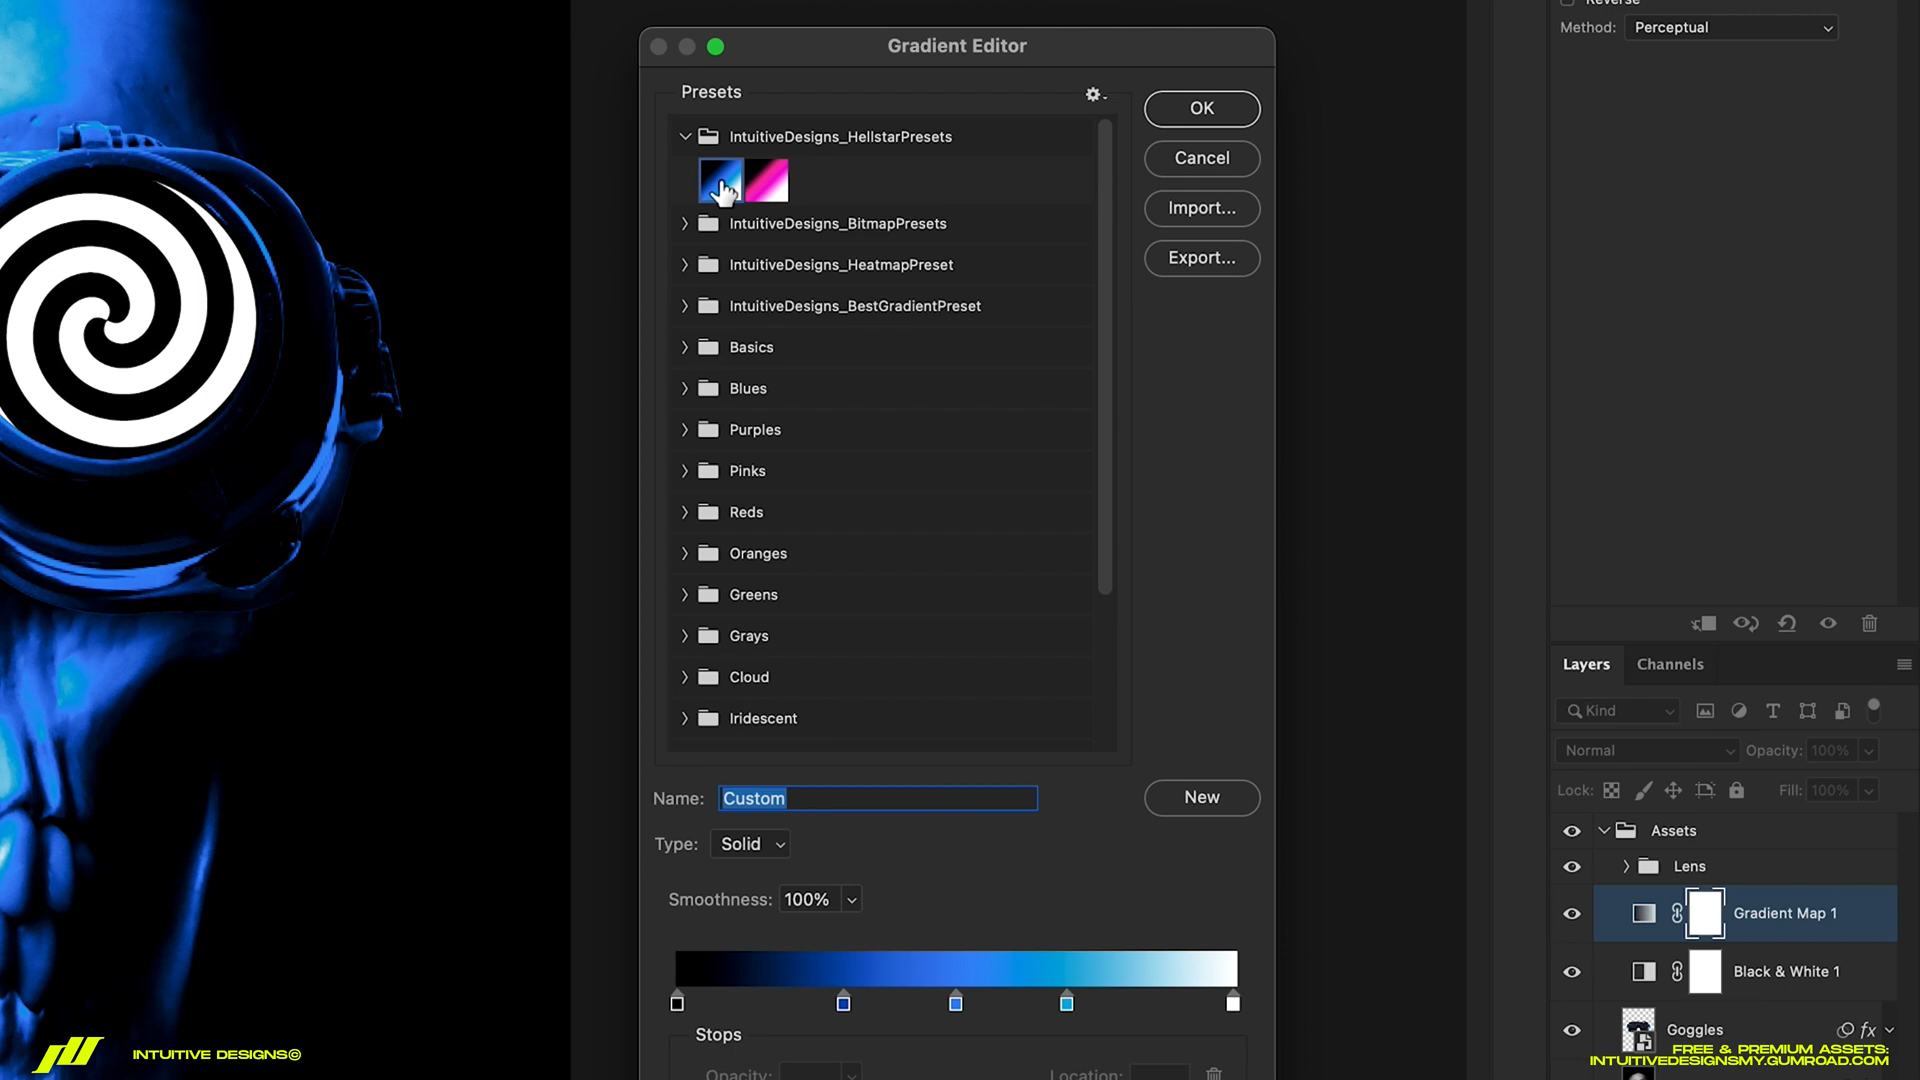 Reverse
Method: Perceptual
Gradient Editor
Presets
OK
IntuitiveDesigns_HellstarPresets
Cancel
Import...
IntuitiveDesigns_BitmapPresets
Export...
IntuitiveDesigns_HeatmapPreset
IntuitiveDesigns_BestGradientPreset
Basics
Blues
Purples
Pinks
Reds
Oranges
Greens
Grays
Cloud
Iridescent
Name: Custom
New
Type: Solid
Smoothness: 100%
Stops
Opacity:
Location:
Layers Channels
Kind
Normal Opacity: 100%
Lock: Fill: 100%
Assets
Lens
Gradient Map 1
Black & White 1
Goggles fx
INTUITIVE DESIGNS©
FREE & PREMIUM ASSETS:
INTUITIVEDESIGNSMY.GUMROAD.COM